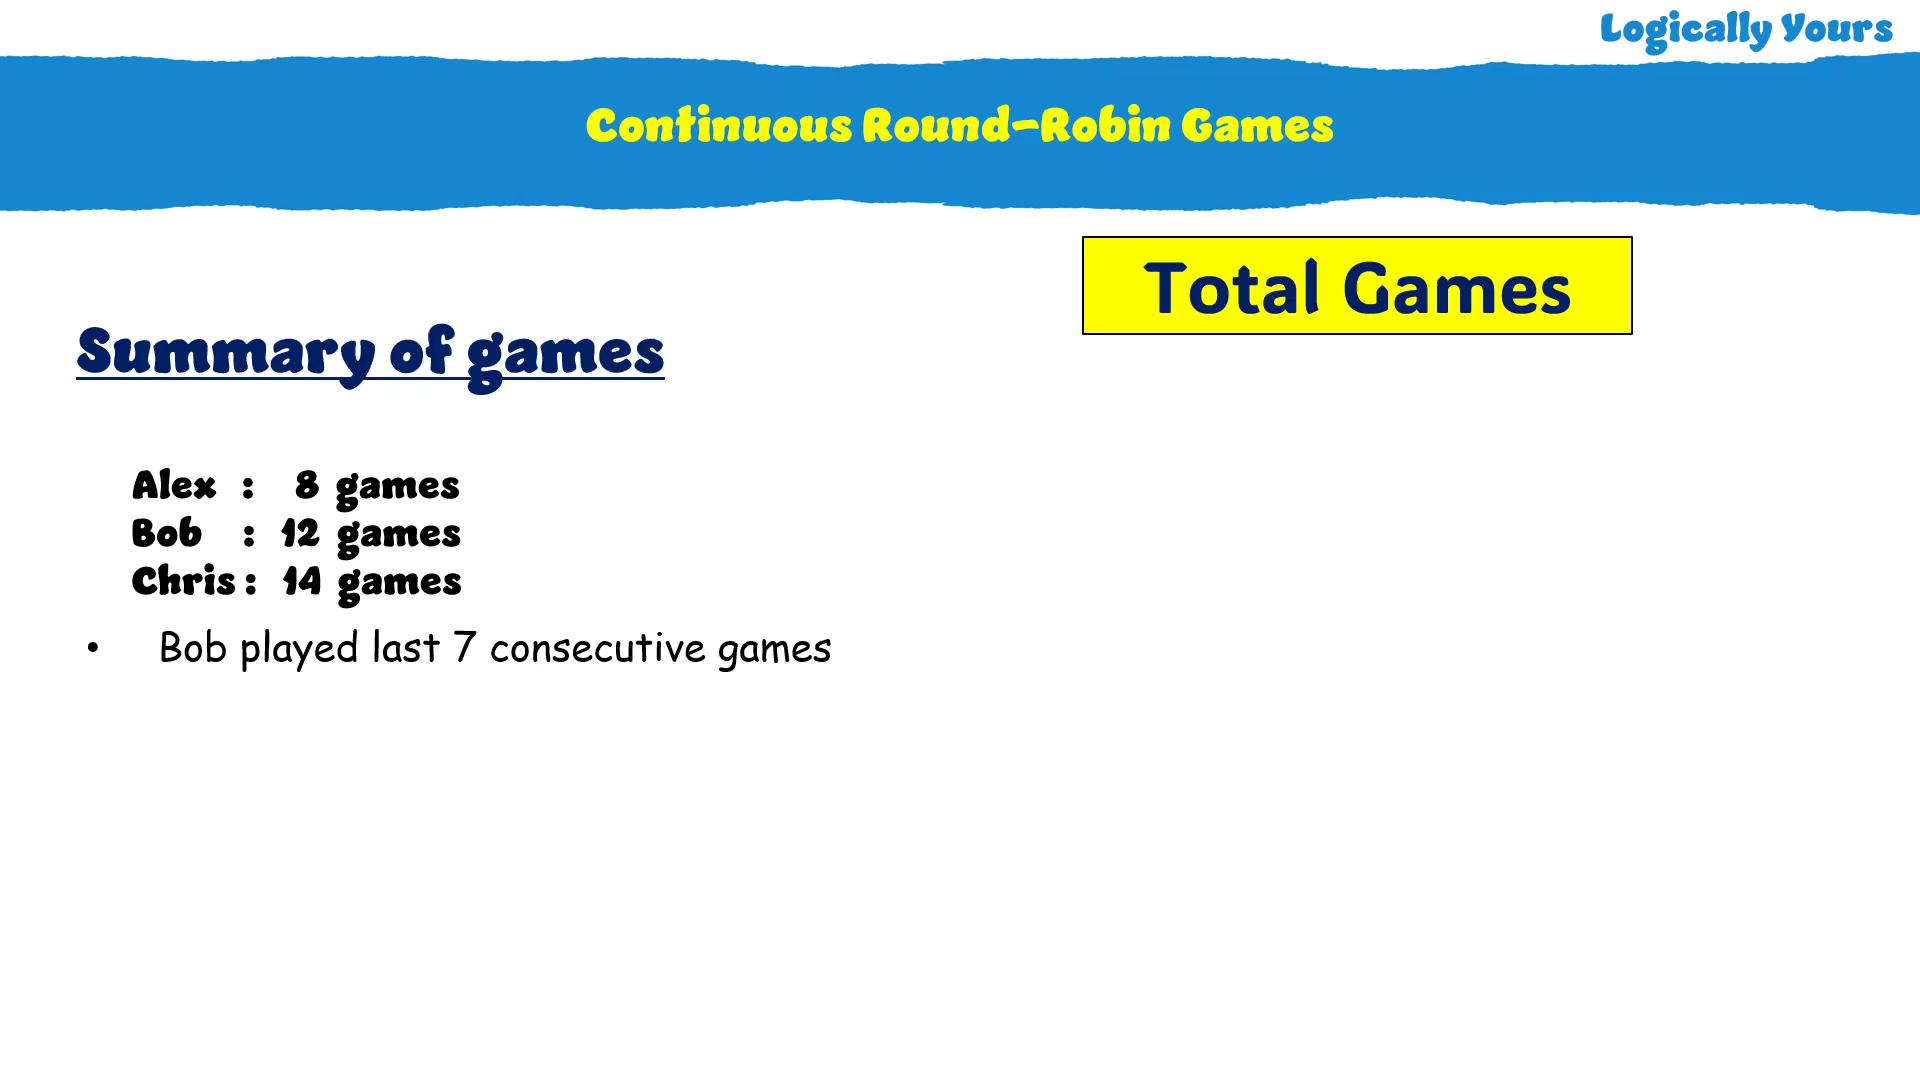 Logically Yours
Continuous Round-Robin Games
Total Games
Summary of games
Alex : 8 games
Bob : 12 games
Chris : 14 games
• Bob played last 7 consecutive games